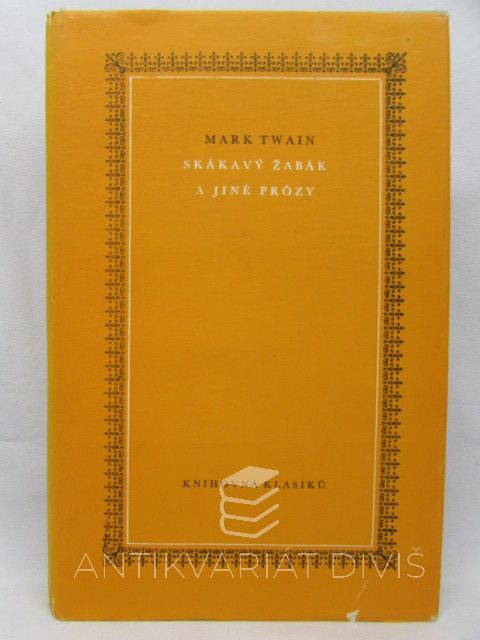 MARK TWAIN
SKÁKAVÝ ŽABÁK
A JINÉ PRÓZY
KNIHOVNA KLASIKŮ
ANTIKVARIÁT DIVIŠ